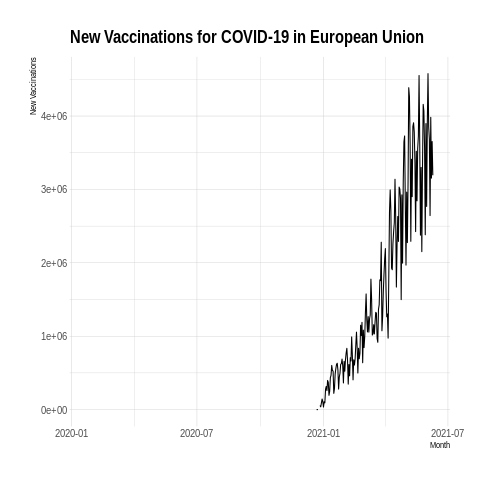 New Vaccinations for COVID-19 in European Union
New Vaccinations
4e+06
3e+06
2e+06
1e+06
0e+00
2020-01
2020-07
2021-01
2021-07
Month